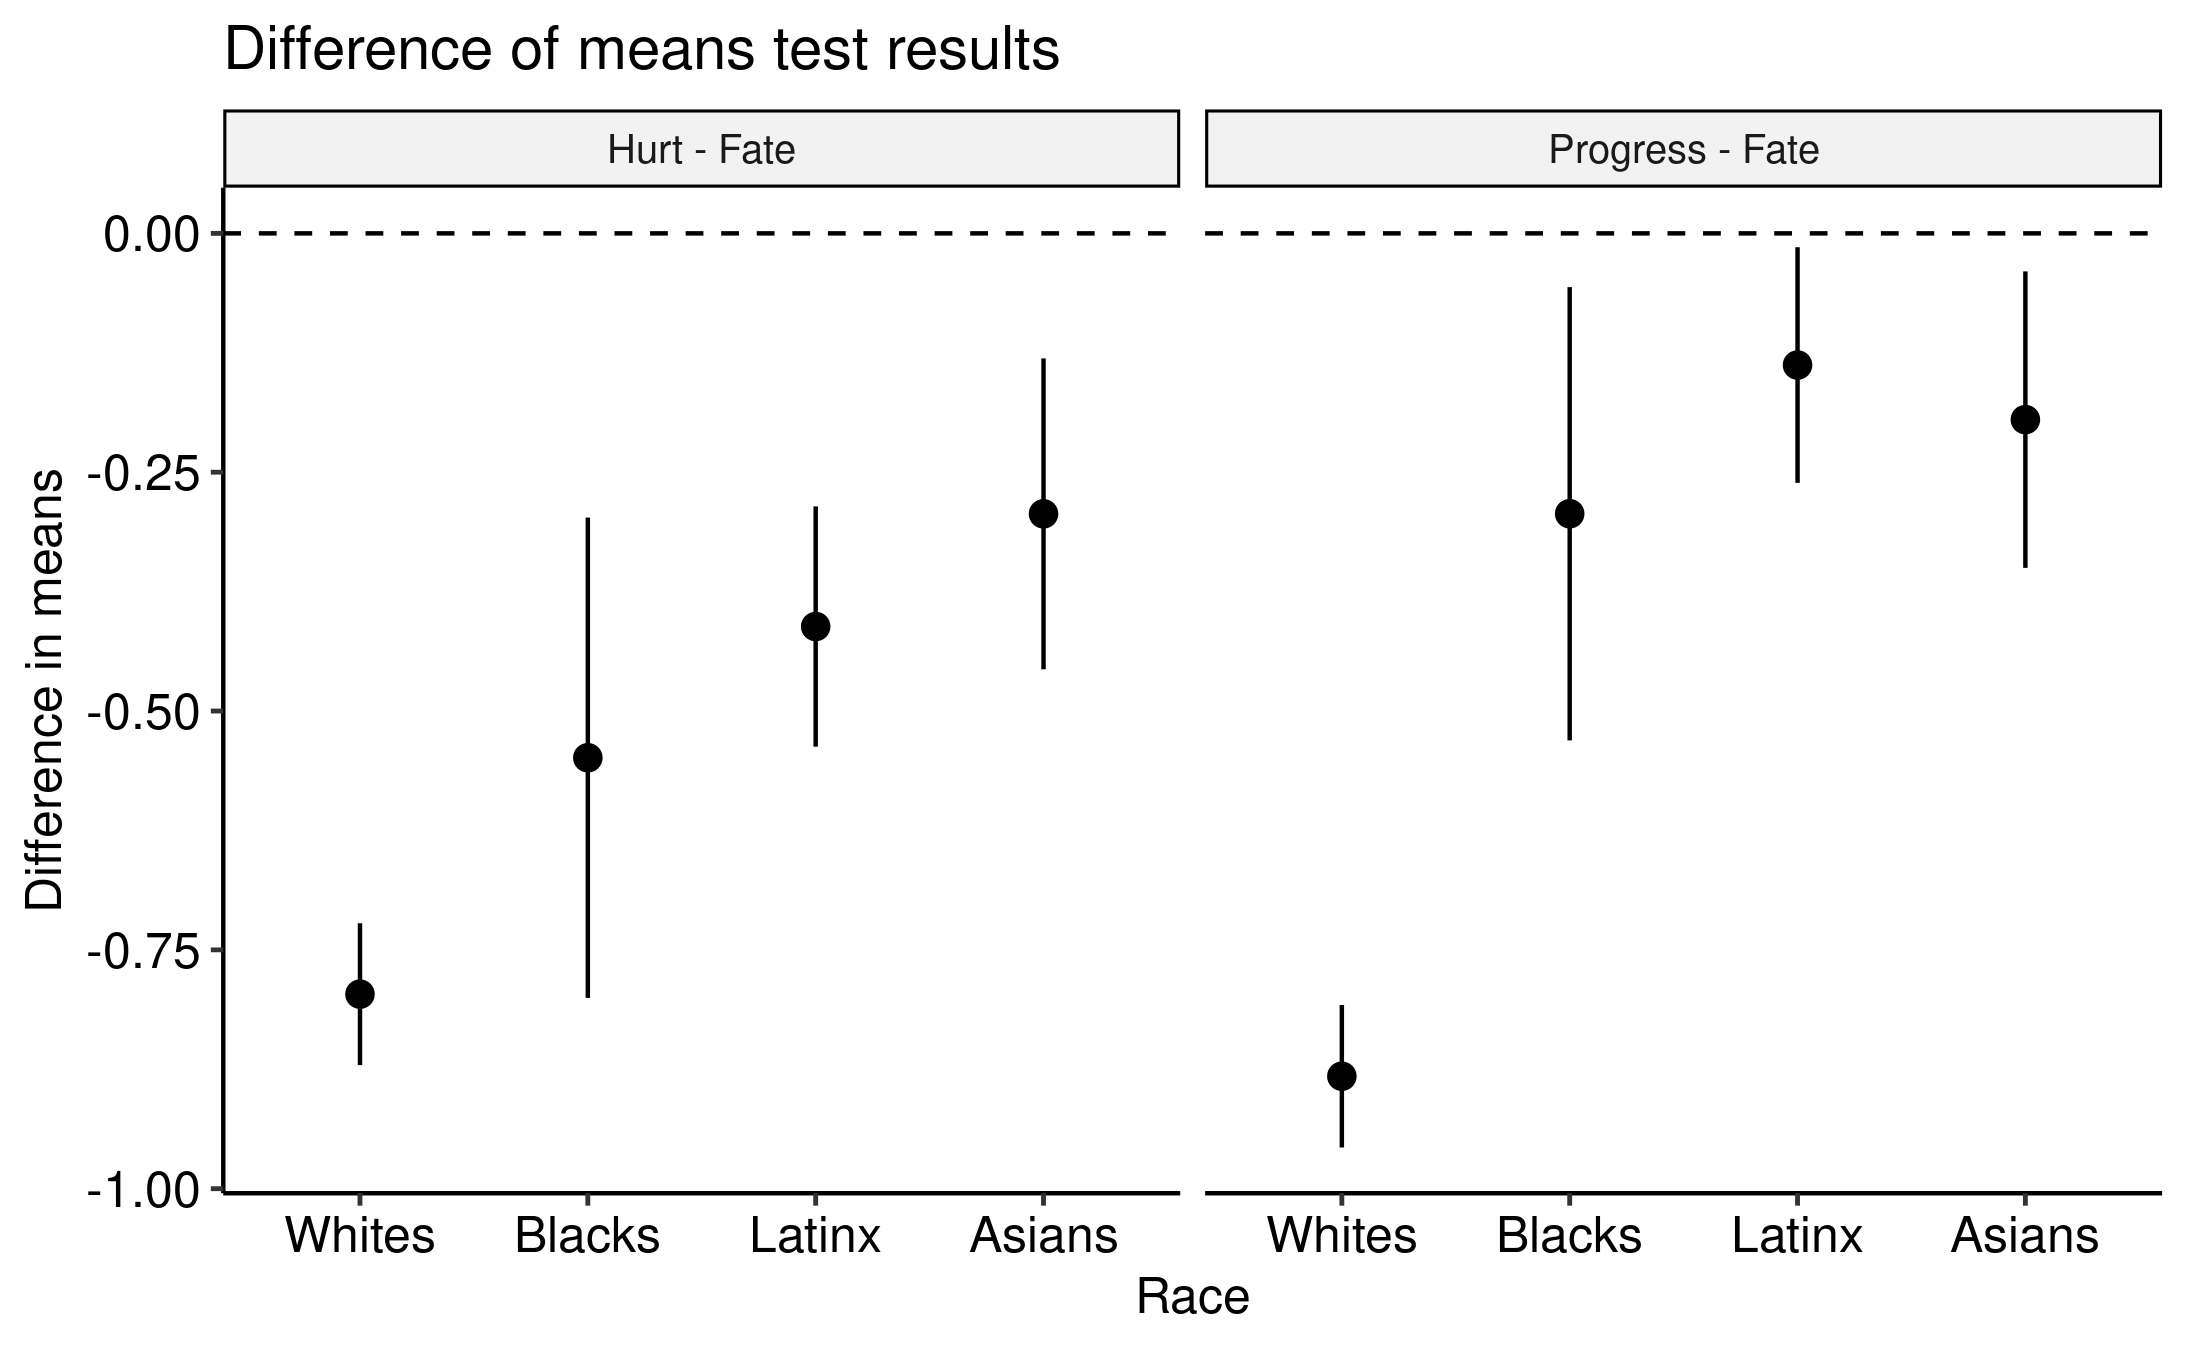 Difference of means test results
Hurt - Fate
Progress - Fate
Difference in means
0.00
-0.25
-0.50
-0.75
-1.00
Whites Blacks Latinx Asians
Whites Blacks Latinx Asians
Race